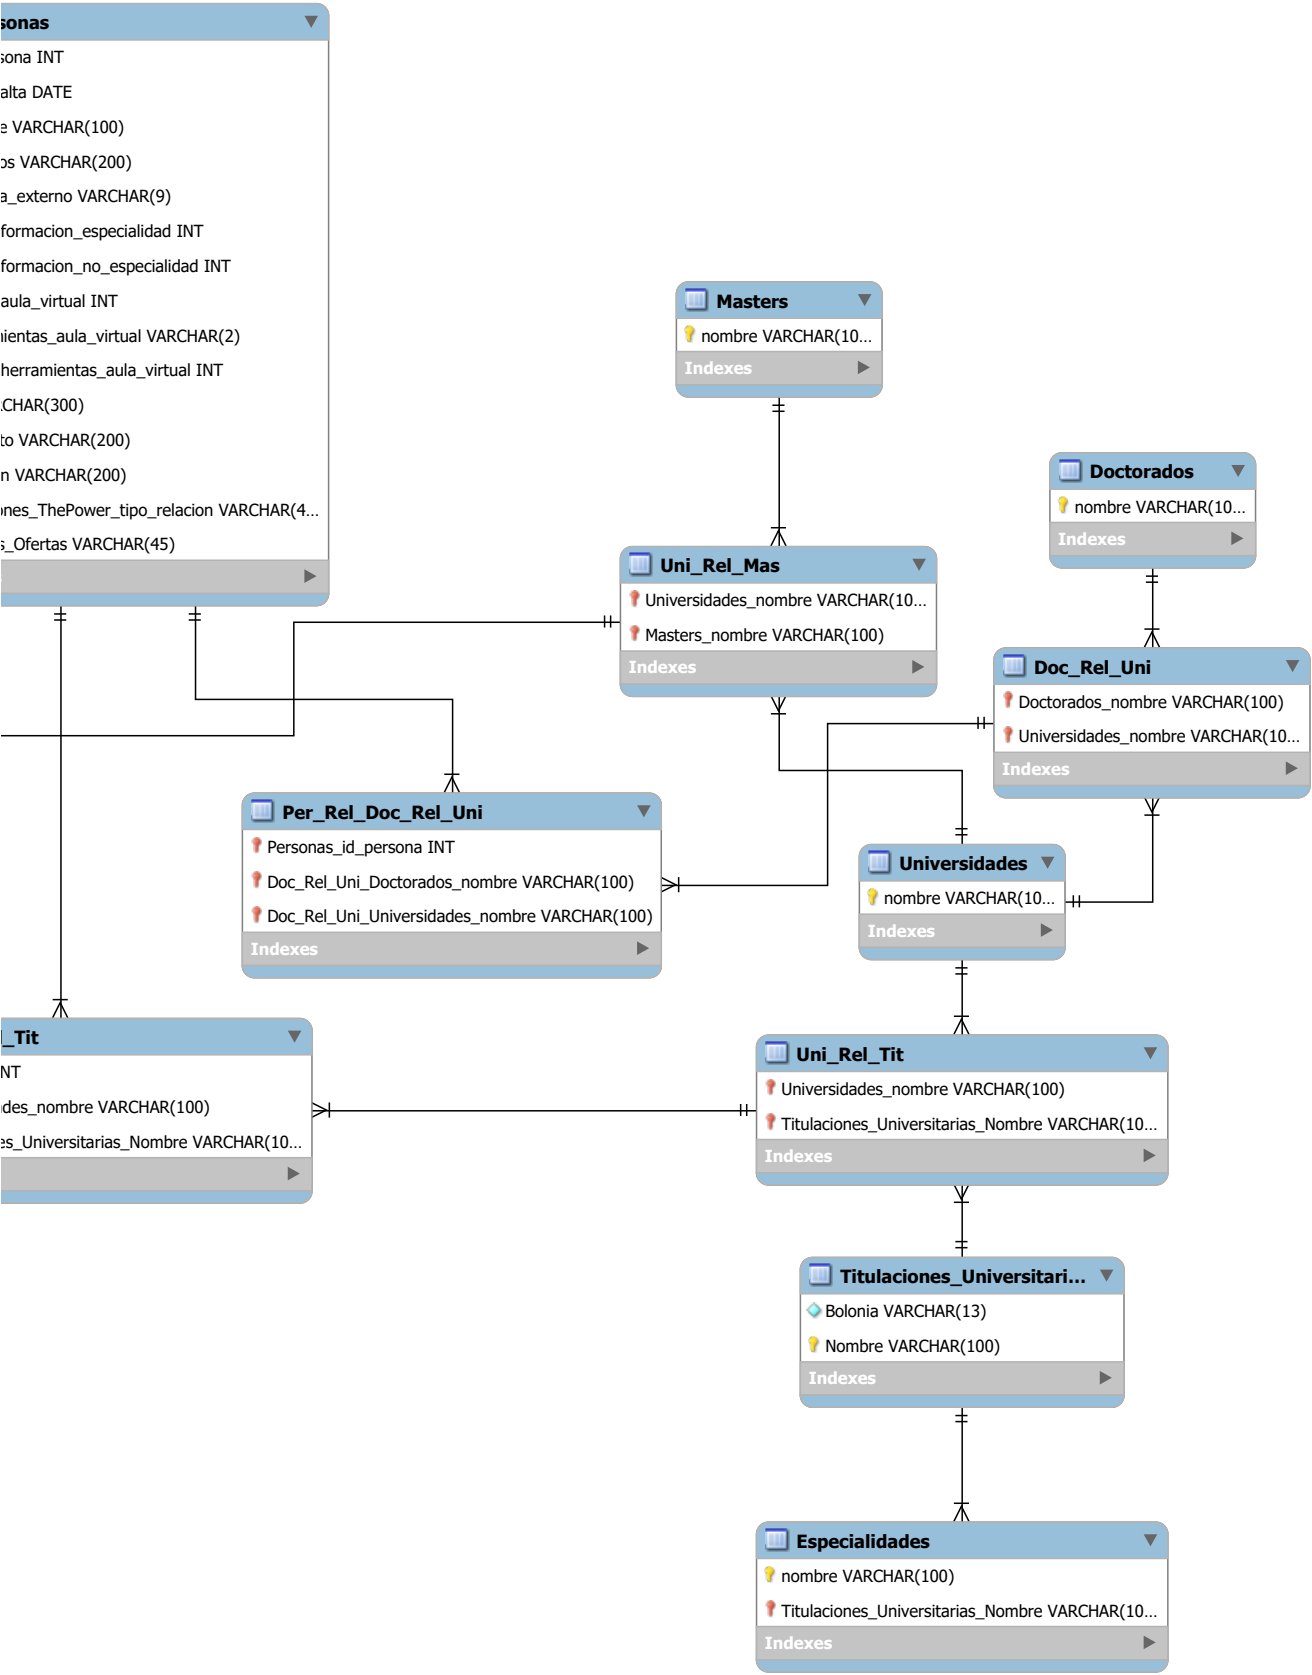 sonas
sona INT
alta DATE
e VARCHAR(100)
os VARCHAR(200)
a_externo VARCHAR(9)
formacion_especialidad INT
formacion_no_especialidad INT
aula_virtual INT
nientas_aula_virtual VARCHAR(2)
herramientas_aula_virtual INT
CHAR(300)
to VARCHAR(200)
n VARCHAR(200)
ones_ThePower_tipo_relacion VARCHAR(4...
s_Ofertas VARCHAR(45)
Masters
nombre VARCHAR(10...
Indexes
Doctorados
nombre VARCHAR(10...
Indexes
Uni_Rel_Mas
Universidades_nombre VARCHAR(10...
Masters_nombre VARCHAR(100)
Indexes
Doc_Rel_Uni
Doctorados_nombre VARCHAR(100)
Universidades_nombre VARCHAR(10...
Indexes
Per_Rel_Doc_Rel_Uni
Personas_id_persona INT
Doc_Rel_Uni_Doctorados_nombre VARCHAR(100)
Doc_Rel_Uni_Universidades_nombre VARCHAR(100)
Indexes
Universidades
nombre VARCHAR(10...
Indexes
_Tit
NT
des_nombre VARCHAR(100)
es_Universitarias_Nombre VARCHAR(10...
Uni_Rel_Tit
Universidades_nombre VARCHAR(100)
Titulaciones_Universitarias_Nombre VARCHAR(10...
Indexes
Titulaciones_Universitari...
Bolonia VARCHAR(13)
Nombre VARCHAR(100)
Indexes
Especialidades
nombre VARCHAR(100)
Titulaciones_Universitarias_Nombre VARCHAR(10...
Indexes